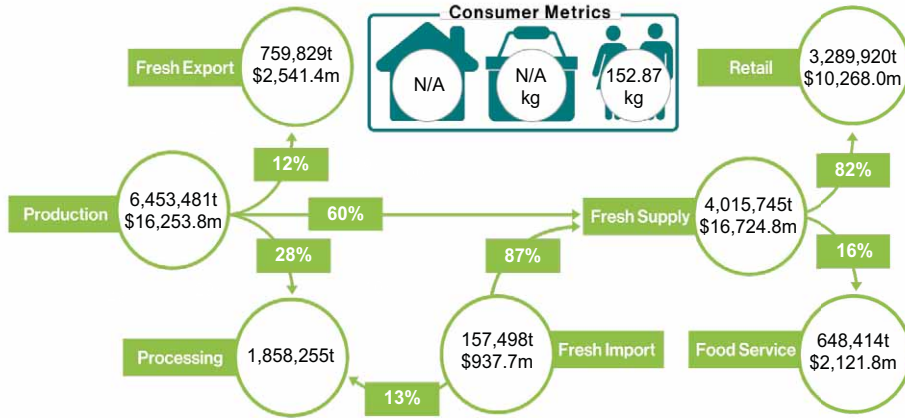 Consumer Metrics
Fresh Export
759,829t
$2,541.4m
N/A
N/A
kg
152.87
kg
Retail
3,289,920t
$10,268.0m
12%
82%
Production
6,453,481t
$16,253.8m
60%
Fresh Supply
4,015,745t
$16,724.8m
28%
87%
16%
Processing
1,858,255t
157,498t
$937.7m
Fresh Import
Food Service
648,414t
$2,121.8m
13%